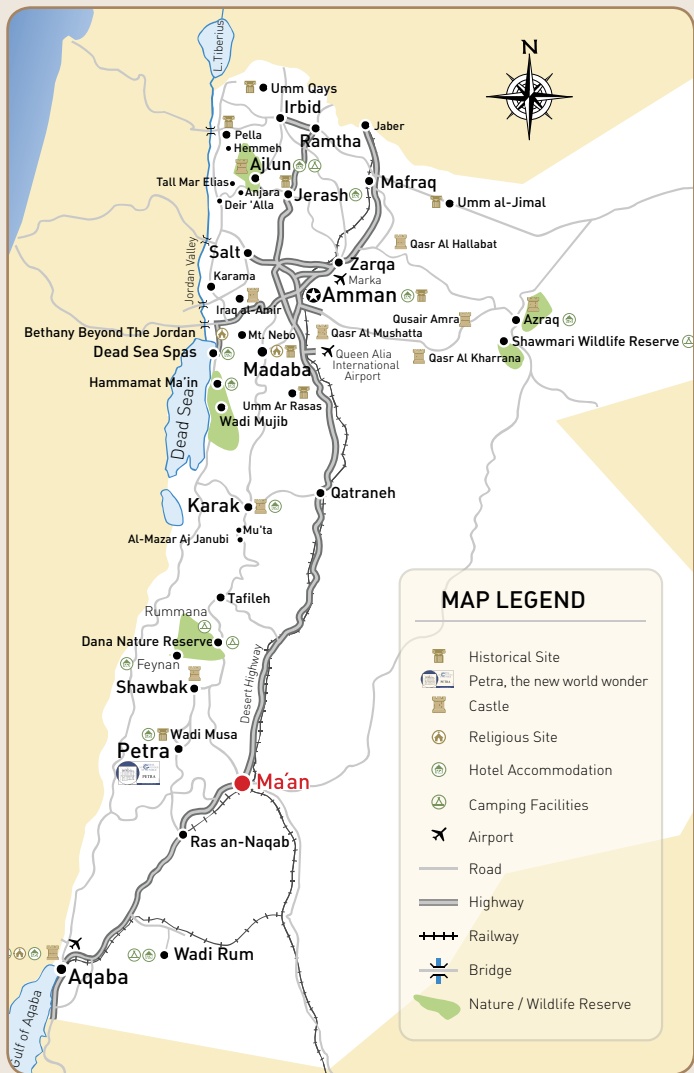 L.Tiberius
N
Umm Qays
Irbid
Jaber
Ramtha
Pella
Hemmeh
Ajlun
Tall Mar Elias
Anjara
Deir 'Alla
Jerash
Mafraq
Umm al-Jimal
Qasr Al Hallabat
Salt
Jordan Valley
Zarqa
Karama
Marka
Amman
Iraq al-Amir
Qusair Amra
Azraq
Bethany Beyond The Jordan
Mt. Nebo
Qasr Al Mushatta
Shawmari Wildlife Reserve
Dead Sea Spas
Queen Alia
International
Airport
Qasr Al Kharrana
Madaba
Hammamat Ma'in
Umm Ar Rasas
Wadi Mujib
Dead Sea
Qatraneh
Karak
Mu'ta
Al-Mazar Aj Janubi
Tafileh
Rummana
Dana Nature Reserve
Feynan
Shawbak
Desert Highway
Wadi Musa
Petra
PETRA
Ma'an
Ras an-Naqab
Wadi Rum
Aqaba
Gulf of Aqaba
MAP LEGEND
Historical Site
Petra, the new world wonder
Castle
Religious Site
Hotel Accommodation
Camping Facilities
Airport
Road
Highway
Railway
Bridge
Nature / Wildlife Reserve